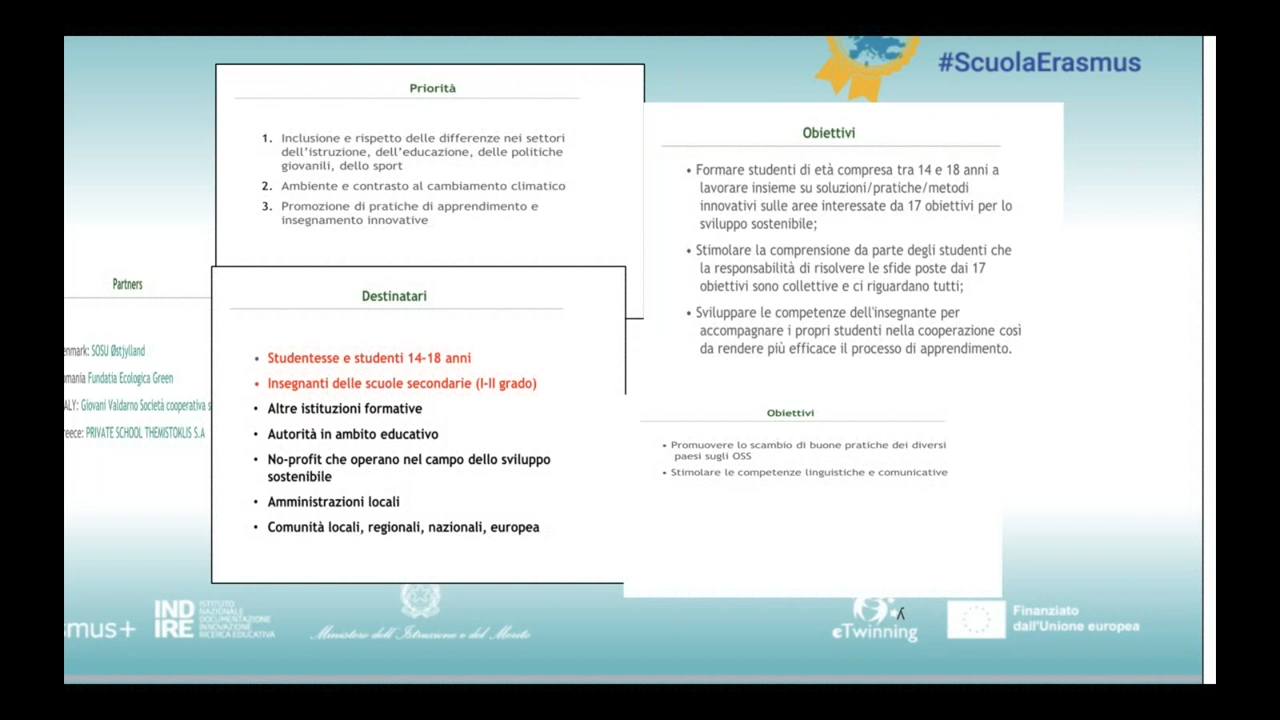 #ScuolaErasmus
Priorità
1. Inclusione e rispetto delle differenze nei settori
dell'istruzione, dell'educazione, delle politiche
giovanili, dello sport
2. Ambiente e contrasto al cambiamento climatico
3. Promozione di pratiche di apprendimento e
insegnamento innovative
Obiettivi
• Formare studenti di età compresa tra 14 e 18 anni a
lavorare insieme su soluzioni/pratiche/metodi
innovativi sulle aree interessate da 17 obiettivi per lo
sviluppo sostenibile;
• Stimolare la comprensione da parte degli studenti che
la responsabilità di risolvere le sfide poste dai 17
obiettivi sono collettive e ci riguardano tutti;
• Sviluppare le competenze dell'insegnante per
accompagnare i propri studenti nella cooperazione così
da rendere più efficace il processo di apprendimento.
Partners
enmark: SOSU Østjylland
omania Fundatia Ecologica Green
ALY: Giovani Valdarno Società cooperativa s
reece: PRIVATE SCHOOL THEMISTOKLIS S.A
Destinatari
• Studentesse e studenti 14-18 anni
• Insegnanti delle scuole secondarie (I-II grado)
• Altre istituzioni formative
• Autorità in ambito educativo
• No-profit che operano nel campo dello sviluppo
sostenibile
• Amministrazioni locali
• Comunità locali, regionali, nazionali, europea
Obiettivi
• Promuovere lo scambio di buone pratiche dei diversi
paesi sugli OSS
• Stimolare le competenze linguistiche e comunicative
smus+
INDIRE
ISTITUTO
NAZIONALE
DOCUMENTAZIONE
INNOVAZIONE
RICERCA EDUCATIVA
Ministero dell'Istruzione e del Merito
eTwinning
Finanziato
dall'Unione europea